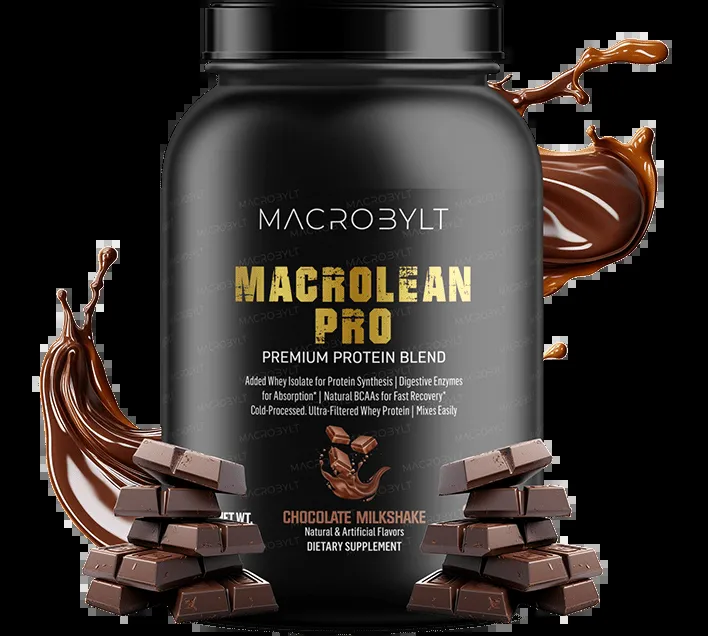 MACROBYLT
MACROLEAN
PRO
PREMIUM PROTEIN BLEND
Added Whey Isolate for Protein Synthesis | Digestive Enzymes
for Absorption* | Natural BCAAs for Fast Recovery*
Cold-Processed. Ultra-Filtered Whey Protein | Mixes Easily
WT.
CHOCOLATE MILKSHAKE
Natural & Artificial Flavors
DIETARY SUPPLEMENT